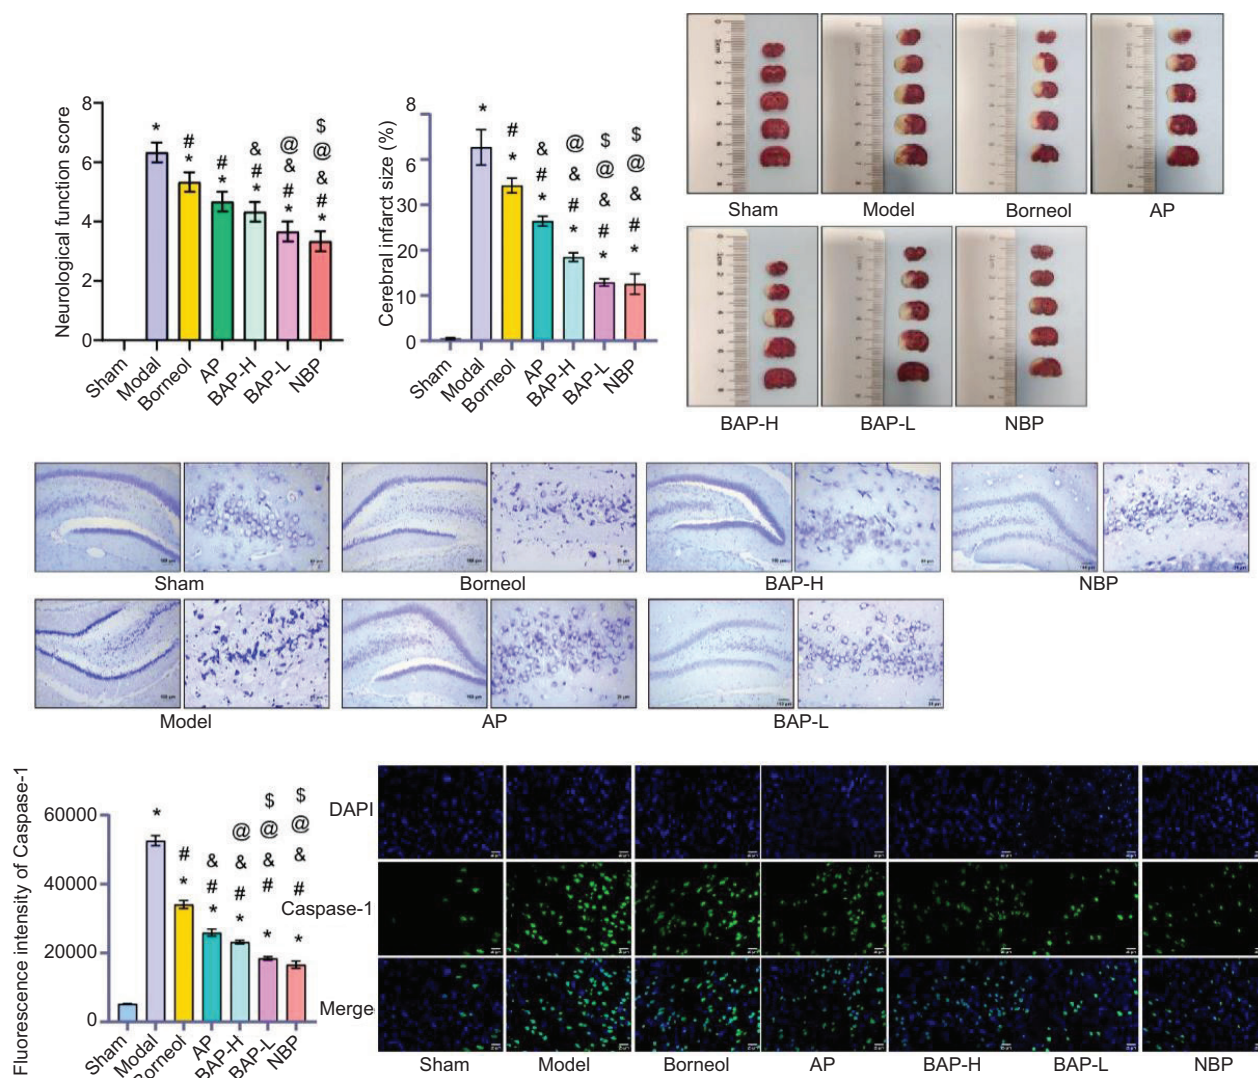 Neurological function score
8
6
4
2
0
*
#
*
#
*
&
#
*
@
&
#
*
$
@
&
#
*
Sham
Modal
Borneol
AP
BAP-H
BAP-L
NBP
Cerebral infarct size (%)
8
6
30
20
10
0
*
#
*
&
#
*
@
&
#
*
$
@
&
#
*
$
@
&
#
*
Sham
Modal
Borneol
AP
BAP-H
BAP-L
NBP
Sham
Model
Borneol
AP
BAP-H
BAP-L
NBP
Sham
Borneol
BAP-H
NBP
Model
AP
BAP-L
Fluorescence intensity of Caspase-1
60000
40000
20000
0
*
#
*
&
#
*
@
&
#
*
$
@
&
#
*
$
@
&
#
*
Sham
Modal
Borneol
AP
BAP-H
BAP-L
NBP
DAPI
Caspase-1
Merge
Sham
Model
Borneol
AP
BAP-H
BAP-L
NBP